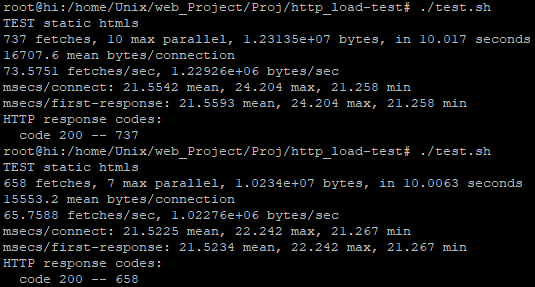 root@hi:/home/Unix/web_Project/Proj/http_load-test# ./test.sh
TEST static htmls
737 fetches, 10 max parallel, 1.23135e+07 bytes, in 10.017 seconds
16707.6 mean bytes/connection
73.5751 fetches/sec, 1.22926e+06 bytes/sec
msecs/connect: 21.5542 mean, 24.204 max, 21.258 min
msecs/first-response: 21.5593 mean, 24.204 max, 21.258 min
HTTP response codes:
  code 200 -- 737
root@hi:/home/Unix/web_Project/Proj/http_load-test# ./test.sh
TEST static htmls
658 fetches, 7 max parallel, 1.0234e+07 bytes, in 10.0063 seconds
15553.2 mean bytes/connection
65.7588 fetches/sec, 1.02276e+06 bytes/sec
msecs/connect: 21.5225 mean, 22.242 max, 21.267 min
msecs/first-response: 21.5234 mean, 22.242 max, 21.267 min
HTTP response codes:
  code 200 -- 658